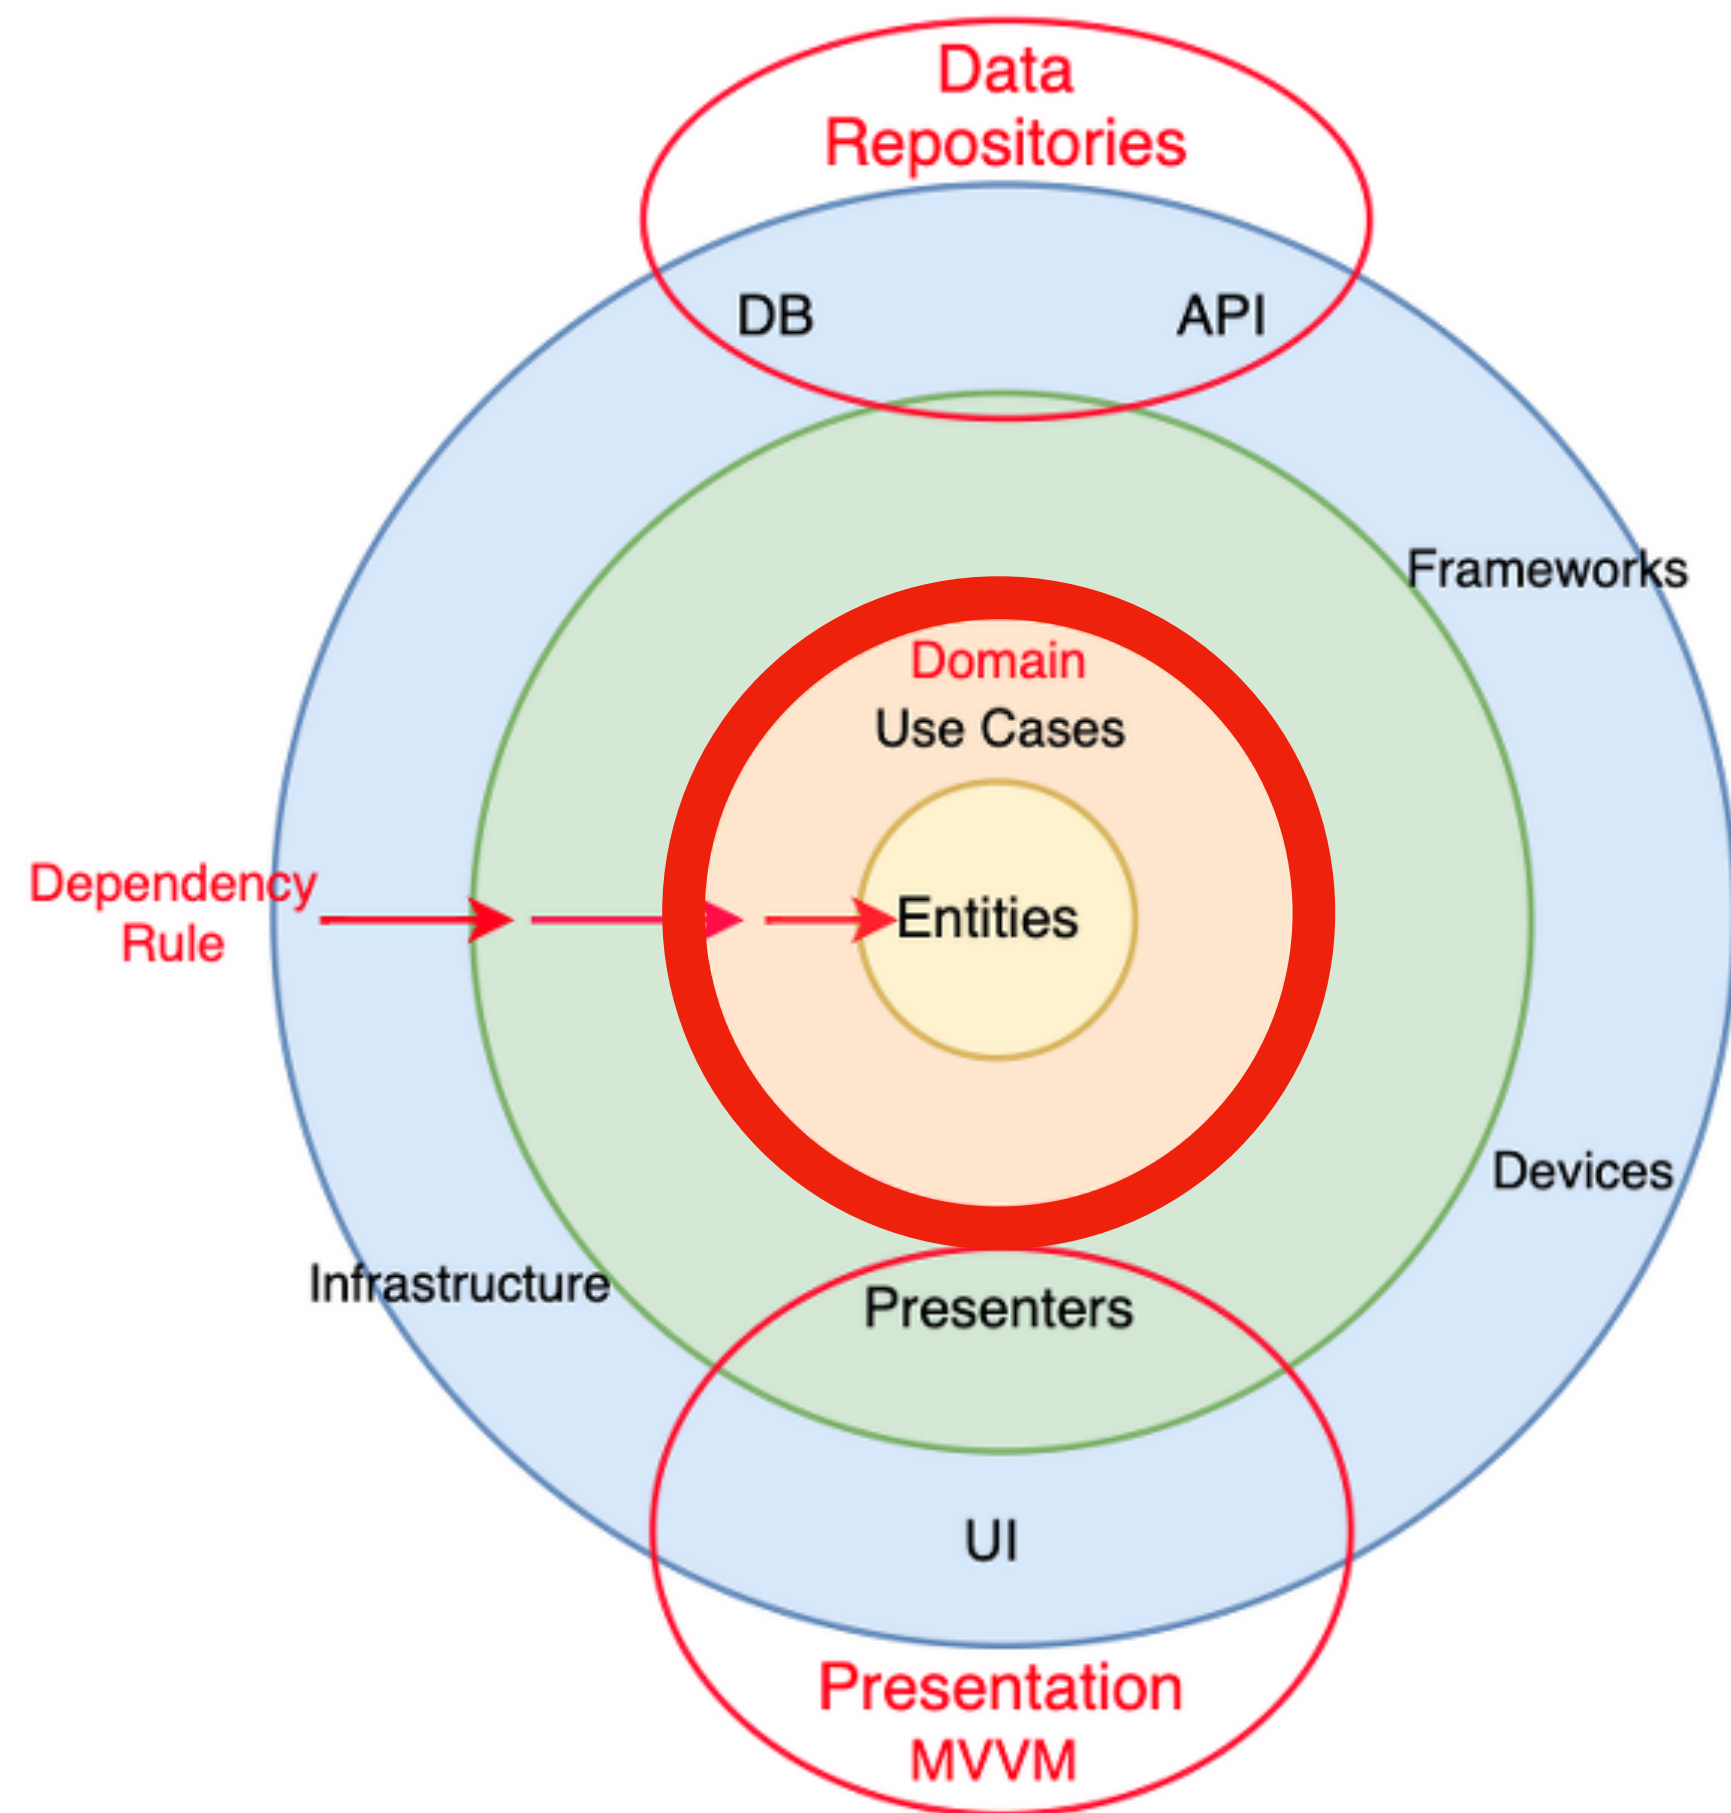 Data
Repositories
DB
API
Frameworks
Domain
Use Cases
Dependency
Rule
Entities
Devices
Infrastructure
Presenters
UI
Presentation
MVVM